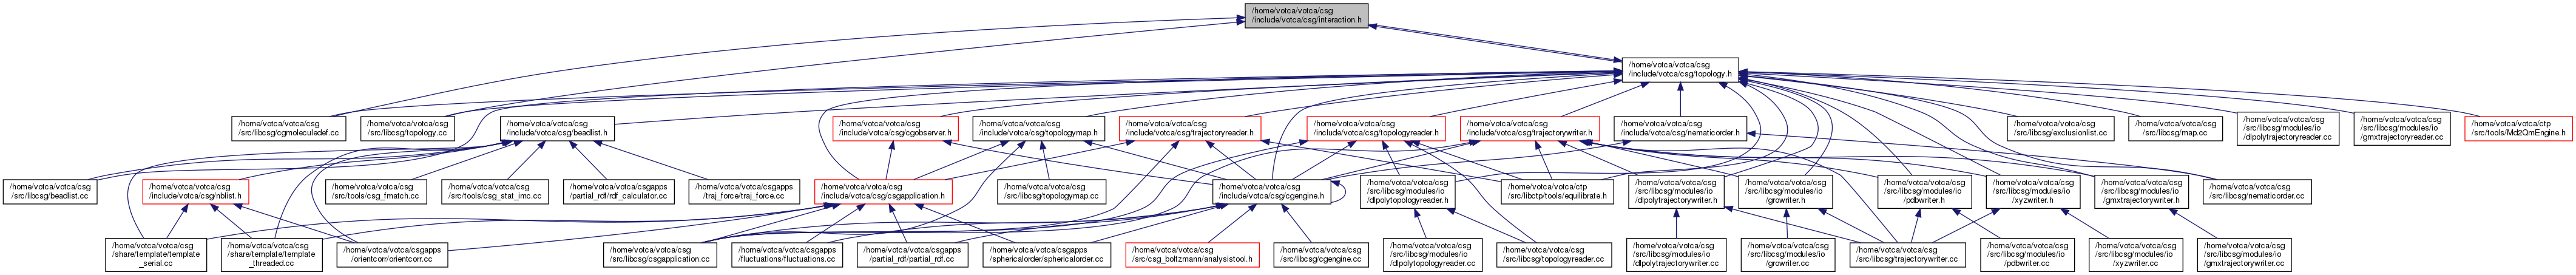 /home/votca/votca/csg
/include/votca/csg/interaction.h
/home/votca/votca/csg
/include/votca/csg/topology.h
/home/votca/votca/csg
/src/libcsg/cgmoleculedef.cc
/home/votca/votca/csg
/src/libcsg/topology.cc
/home/votca/votca/csg
/include/votca/csg/beadlist.h
/home/votca/votca/csg
/include/votca/csg/cgobserver.h
/home/votca/votca/csg
/include/votca/csg/topologymap.h
/home/votca/votca/csg
/include/votca/csg/trajectoryreader.h
/home/votca/votca/csg
/include/votca/csg/topologyreader.h
/home/votca/votca/csg
/include/votca/csg/trajectorywriter.h
/home/votca/votca/csg
/include/votca/csg/nematicorder.h
/home/votca/votca/csg
/src/libcsg/exclusionlist.cc
/home/votca/votca/csg
/src/libcsg/map.cc
/home/votca/votca/csg
/src/libcsg/modules/io
/dlpolytrajectoryreader.cc
/home/votca/votca/csg
/src/libcsg/modules/io
/gmxtrajectoryreader.cc
/home/votca/votca/ctp
/src/tools/Md2QmEngine.h
/home/votca/votca/csg
/src/libcsg/beadlist.cc
/home/votca/votca/csg
/include/votca/csg/nblist.h
/home/votca/votca/csg
/src/tools/csg_fmatch.cc
/home/votca/votca/csg
/src/tools/csg_stat_imc.cc
/home/votca/votca/csgapps
/partial_rdf/rdf_calculator.cc
/home/votca/votca/csgapps
/traj_force/traj_force.cc
/home/votca/votca/csg
/include/votca/csg/csgapplication.h
/home/votca/votca/csg
/src/libcsg/topologymap.cc
/home/votca/votca/csg
/include/votca/csg/cgengine.h
/home/votca/votca/csg
/src/libcsg/modules/io
/dlpolytopologyreader.h
/home/votca/votca/ctp
/src/libctp/tools/equilibrate.h
/home/votca/votca/csg
/src/libcsg/modules/io
/dlpolytrajectorywriter.h
/home/votca/votca/csg
/src/libcsg/modules/io
/growriter.h
/home/votca/votca/csg
/src/libcsg/modules/io
/pdbwriter.h
/home/votca/votca/csg
/src/libcsg/modules/io
/xyzwriter.h
/home/votca/votca/csg
/src/libcsg/modules/io
/gmxtrajectorywriter.h
/home/votca/votca/csg
/src/libcsg/nematicorder.cc
/home/votca/votca/csg
/share/template/template
_serial.cc
/home/votca/votca/csg
/share/template/template
_threaded.cc
/home/votca/votca/csgapps
/orientcorr/orientcorr.cc
/home/votca/votca/csg
/src/libcsg/csgapplication.cc
/home/votca/votca/csgapps
/fluctuations/fluctuations.cc
/home/votca/votca/csgapps
/partial_rdf/partial_rdf.cc
/home/votca/votca/csgapps
/sphericalorder/sphericalorder.cc
/home/votca/votca/csg
/src/csg_boltzmann/analysistool.h
/home/votca/votca/csg
/src/libcsg/cgengine.cc
/home/votca/votca/csg
/src/libcsg/modules/io
/dlpolytopologyreader.cc
/home/votca/votca/csg
/src/libcsg/topologyreader.cc
/home/votca/votca/csg
/src/libcsg/modules/io
/dlpolytrajectorywriter.cc
/home/votca/votca/csg
/src/libcsg/modules/io
/growriter.cc
/home/votca/votca/csg
/src/libcsg/trajectorywriter.cc
/home/votca/votca/csg
/src/libcsg/modules/io
/pdbwriter.cc
/home/votca/votca/csg
/src/libcsg/modules/io
/xyzwriter.cc
/home/votca/votca/csg
/src/libcsg/modules/io
/gmxtrajectorywriter.cc